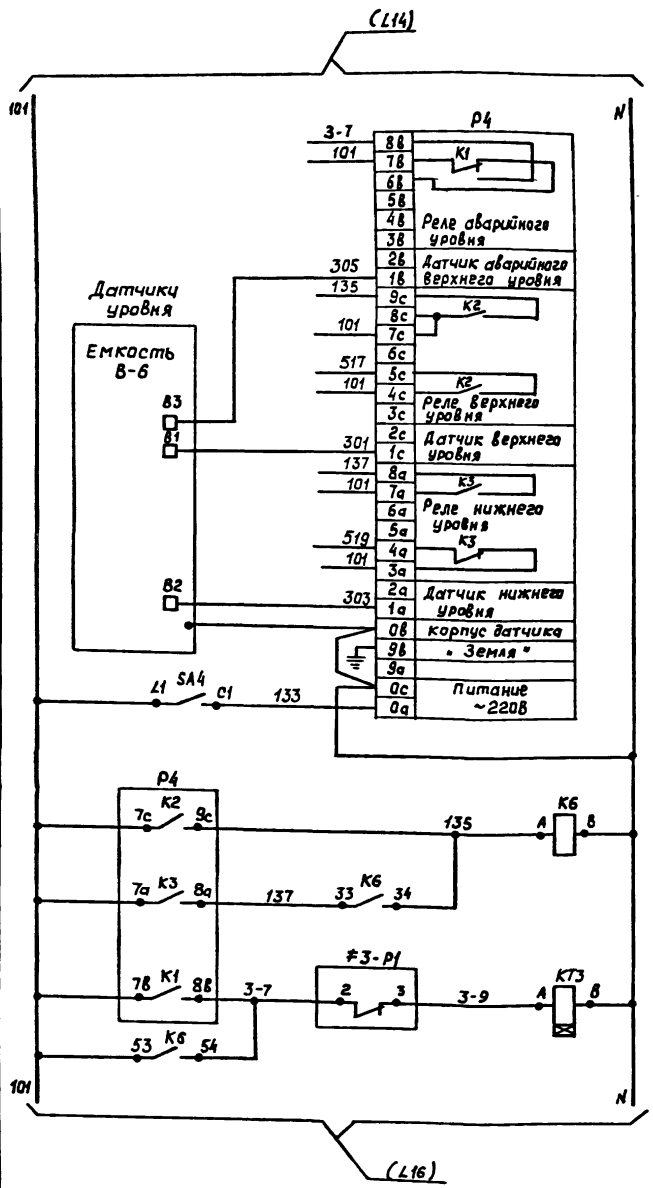 (L14)
101
N
P4
3-7
8в
K1
101
7в
6в
5в
4в
Реле аварийного
3в
уровня
2в
Датчик аварийного
305
1в
верхнего уровня
135
9с
8с
K2
101
7с
6с
517
5с
101
4с
K2
3с
Реле верхнего
уровня
2с
Датчик верхнего
301
1с
уровня
137
8а
101
7а
K3
6а
Реле нижнего
5а
уровня
519
4а
K3
101
3а
2а
Датчик нижнего
303
1а
уровня
0в
корпус датчика
9в
" Земля "
9а
0с
Питание
0а
~220В
Датчики
уровня
Емкость
В-6
В3
В1
В2
L1
SA4
C1
133
P4
7с
K2
9с
135
A
K6
B
7а
K3
8а
137
33
K6
34
7в
K1
8в
3-7
≠3-P1
2
3
3-9
A
KT3
B
53
K6
54
101
N
(L16)